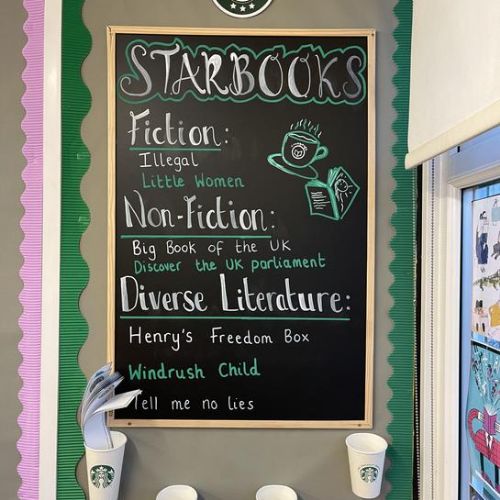 STARBOOKS
Fiction:
Illegal
Little Women
Non-Fiction:
Big Book of the UK
Discover the UK parliament
Diverse Literature:
Henry's Freedom Box
Windrush Child
Tell me no lies